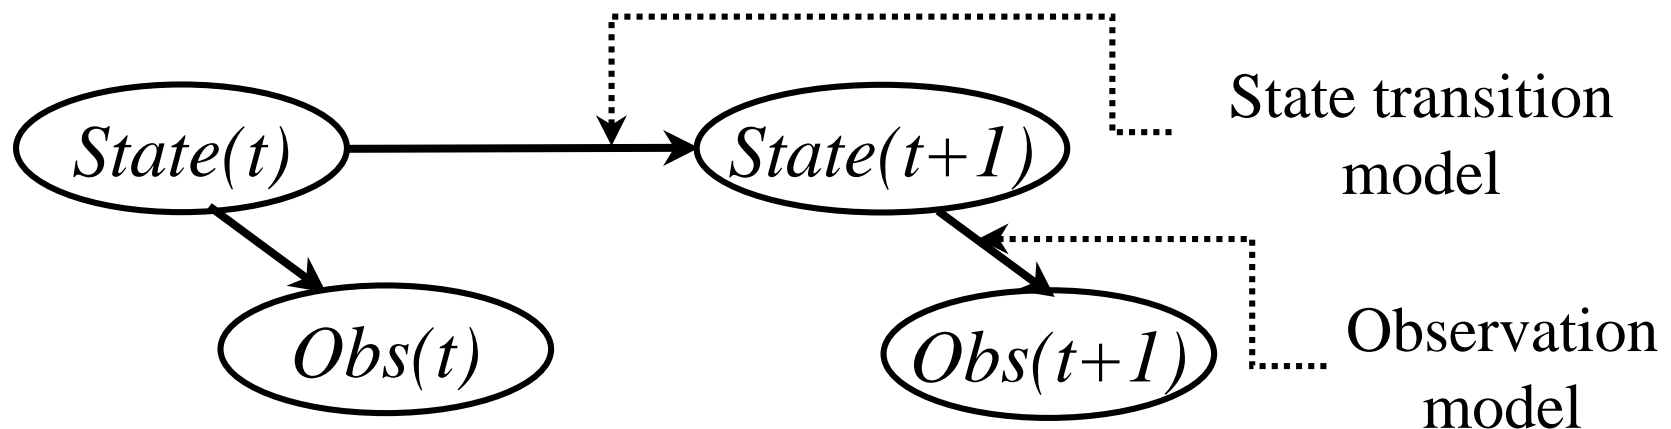 State(t)
State(t+1)
State transition
model
Obs(t)
Obs(t+1)
Observation
model